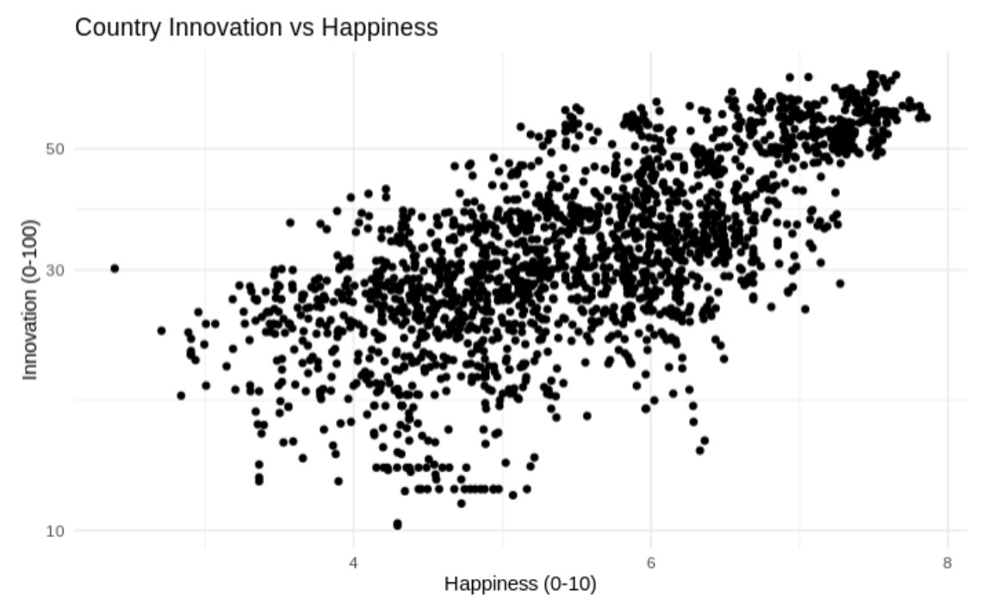 Country Innovation vs Happiness
Innovation (0-100)
50
30
10
4
6
8
Happiness (0-10)